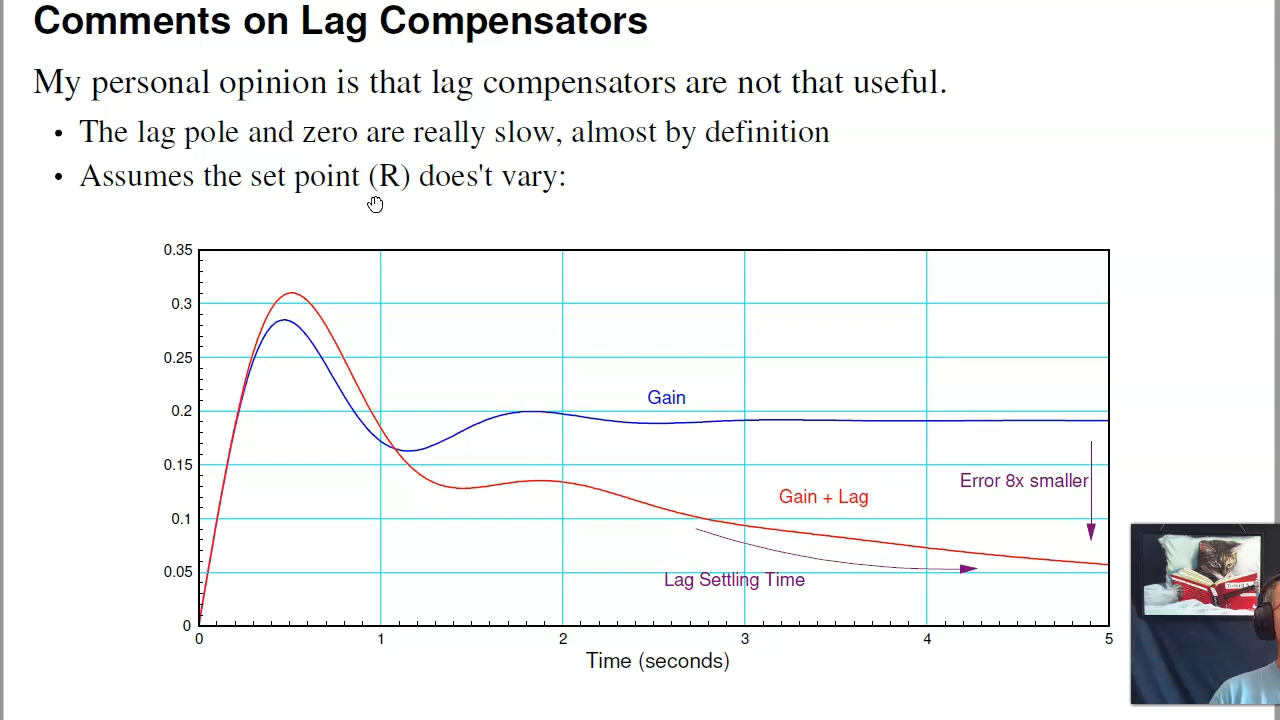 Comments on Lag Compensators
My personal opinion is that lag compensators are not that useful.
• The lag pole and zero are really slow, almost by definition
• Assumes the set point (R) does't vary:
0.35
0.3
0.25
0.2
0.15
0.1
0.05
0
Gain
Error 8x smaller
Gain + Lag
Lag Settling Time
0 1 2 3 4 5
Time (seconds)